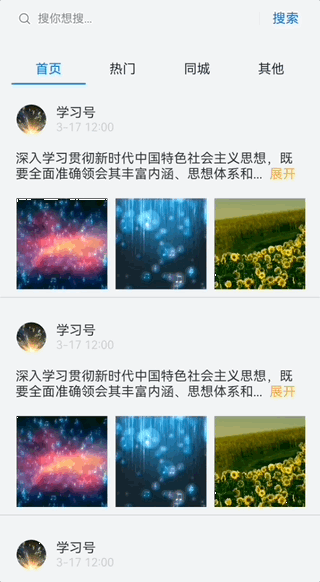 搜你想搜...
搜索
首页 热门 同城 其他
学习号
3-17 12:00
深入学习贯彻新时代中国特色社会主义思想，既
要全面准确领会其丰富内涵、思想体系和... 展开
学习号
3-17 12:00
深入学习贯彻新时代中国特色社会主义思想，既
要全面准确领会其丰富内涵、思想体系和... 展开
学习号
3-17 12:00